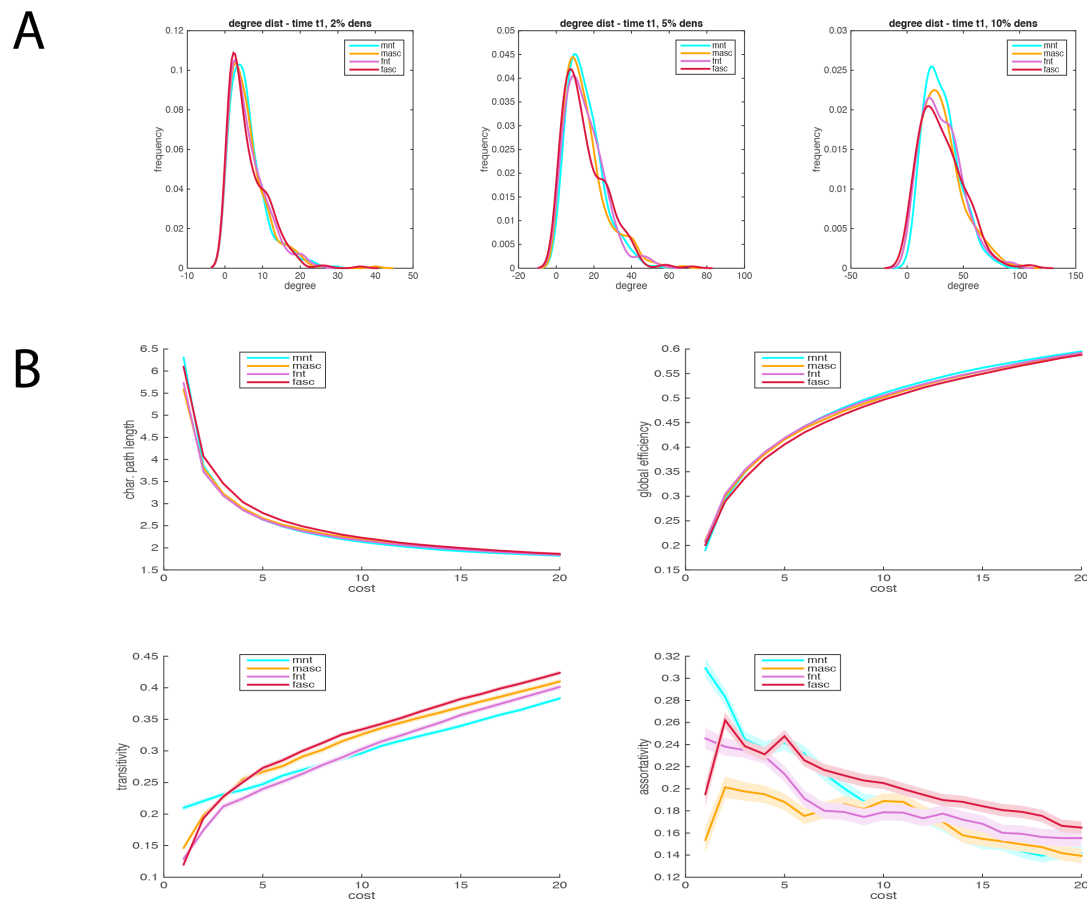 A
degree dist - time t1, 2% dens
0.12
0.1
0.08
0.06
0.04
0.02
0
-10
0
10
20
30
40
50
frequency
degree
mnt
masc
fnt
fasc
degree dist - time t1, 5% dens
0.05
0.045
0.04
0.035
0.03
0.025
0.02
0.015
0.01
0.005
0
-20
0
20
40
60
80
100
frequency
degree
mnt
masc
fnt
fasc
degree dist - time t1, 10% dens
0.03
0.025
0.02
0.015
0.01
0.005
0
-50
0
50
100
150
frequency
degree
mnt
masc
fnt
fasc
B
6.5
6
5.5
5
4.5
4
3.5
3
2.5
2
1.5
0
5
10
15
20
char. path length
cost
mnt
masc
fnt
fasc
0.6
0.55
0.5
0.45
0.4
0.35
0.3
0.25
0.2
0.15
0
5
10
15
20
global efficiency
cost
mnt
masc
fnt
fasc
0.45
0.4
0.35
0.3
0.25
0.2
0.15
0.1
0
5
10
15
20
transitivity
cost
mnt
masc
fnt
fasc
0.32
0.3
0.28
0.26
0.24
0.22
0.2
0.18
0.16
0.14
0.12
0
5
10
15
20
assortativity
cost
mnt
masc
fnt
fasc